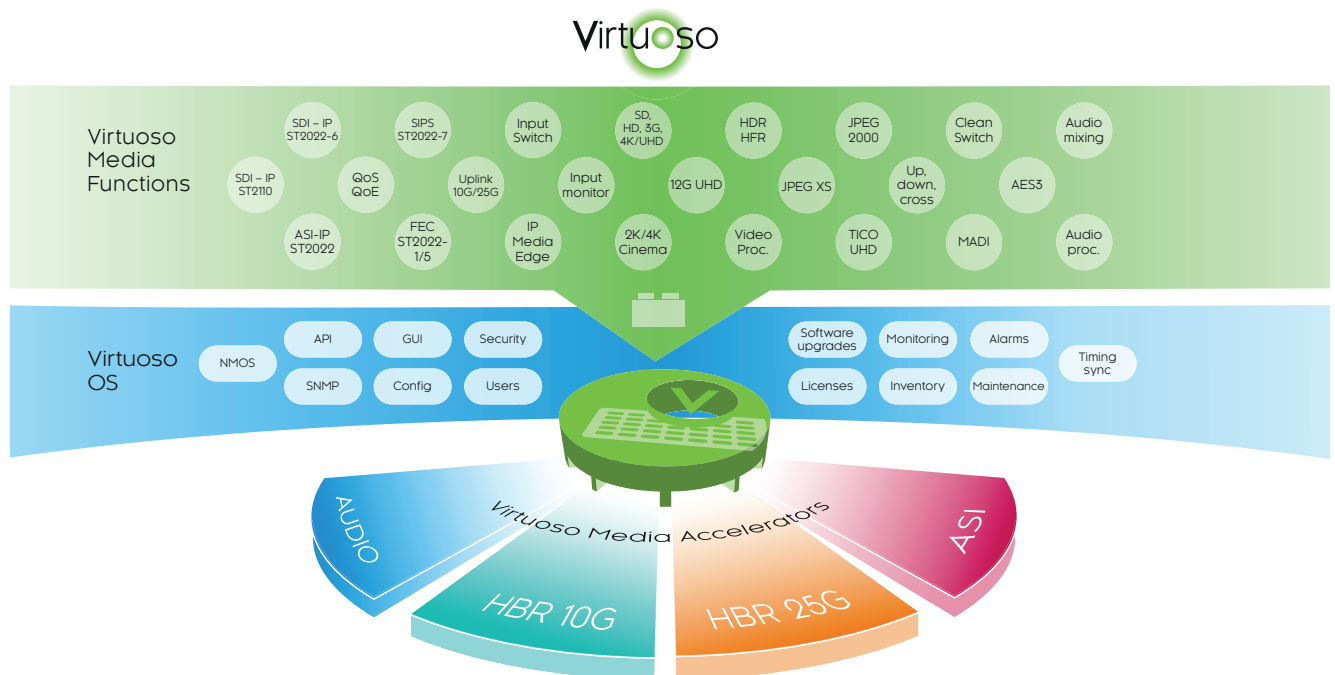 Virtuoso
Virtuoso
Media
Functions
SDI – IP
ST2022-6
SIPS
ST2022-7
Input
Switch
SD,
HD, 3G,
4K/UHD
HDR
HFR
JPEG
2000
Clean
Switch
Audio
mixing
SDI – IP
ST2110
QoS
QoE
Uplink
10G/25G
Input
monitor
12G UHD
JPEG XS
Up,
down,
cross
AES3
ASI-IP
ST2022
FEC
ST2022-
1/5
IP
Media
Edge
2K/4K
Cinema
Video
Proc.
TICO
UHD
MADI
Audio
proc.
Virtuoso
OS
NMOS
API
GUI
Security
SNMP
Config
Users
Software
upgrades
Monitoring
Alarms
Licenses
Inventory
Maintenance
Timing
sync
V
Virtuoso Media Accelerators
AUDIO
HBR 10G
HBR 25G
ASI